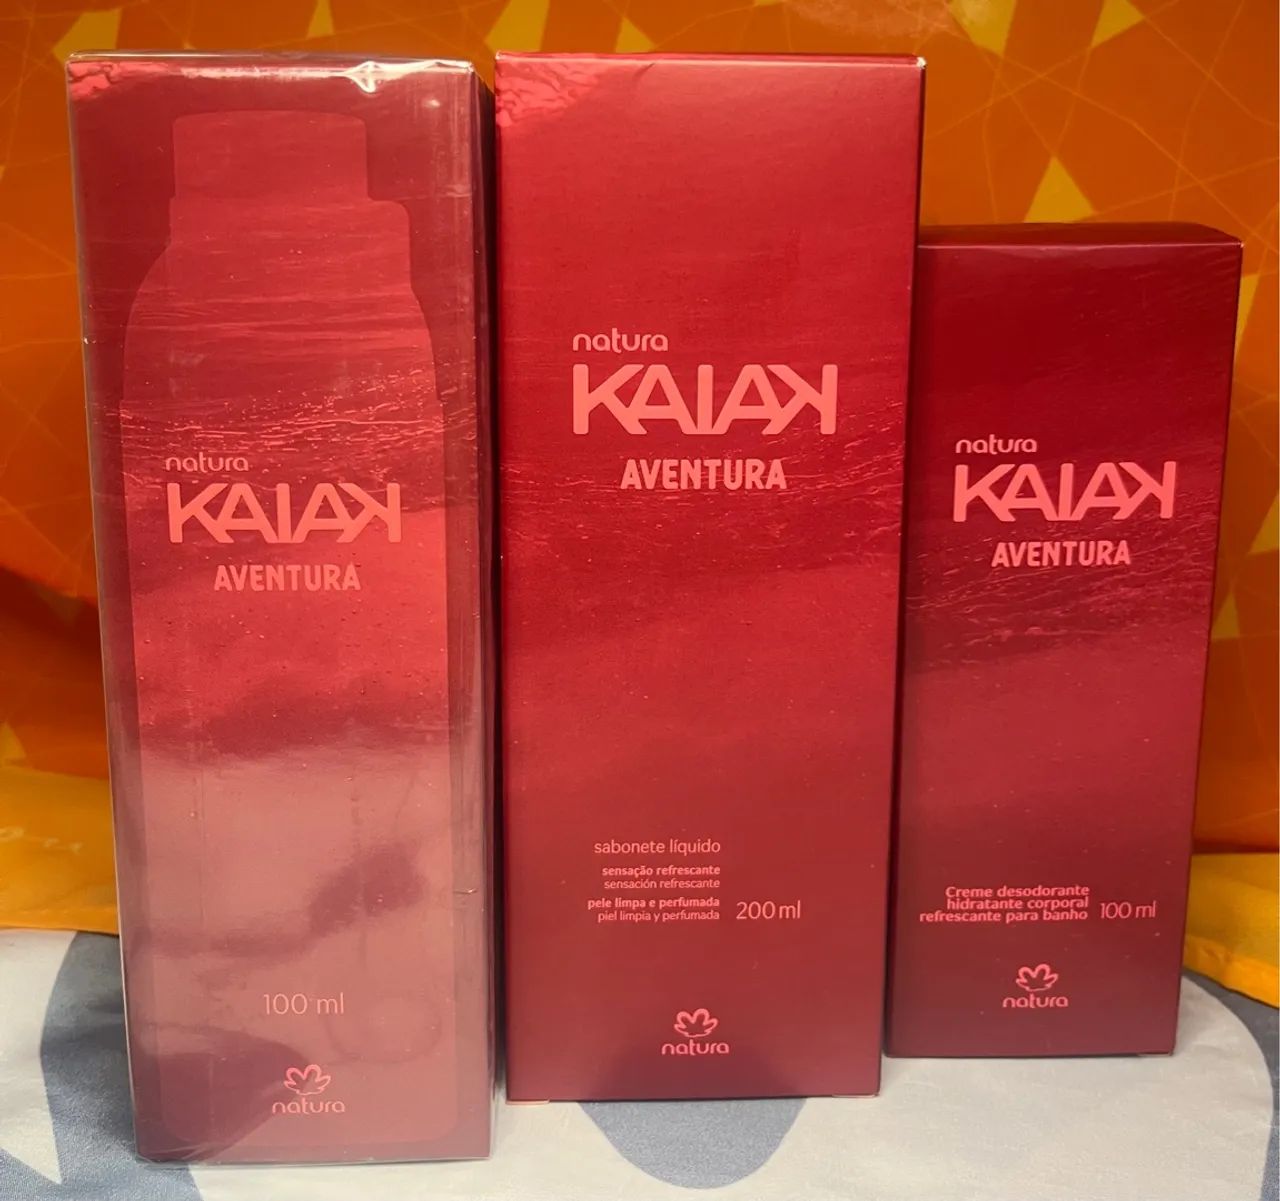 natura
KAIAK
AVENTURA
100 ml
natura
natura
KAIAK
AVENTURA
sabonete líquido
sensação refrescante
sensación refrescante
pele limpa e perfumada
piel limpia y perfumada
200 ml
natura
natura
KAIAK
AVENTURA
Creme desodorante
hidratante corporal
refrescante para banho
100 ml
natura